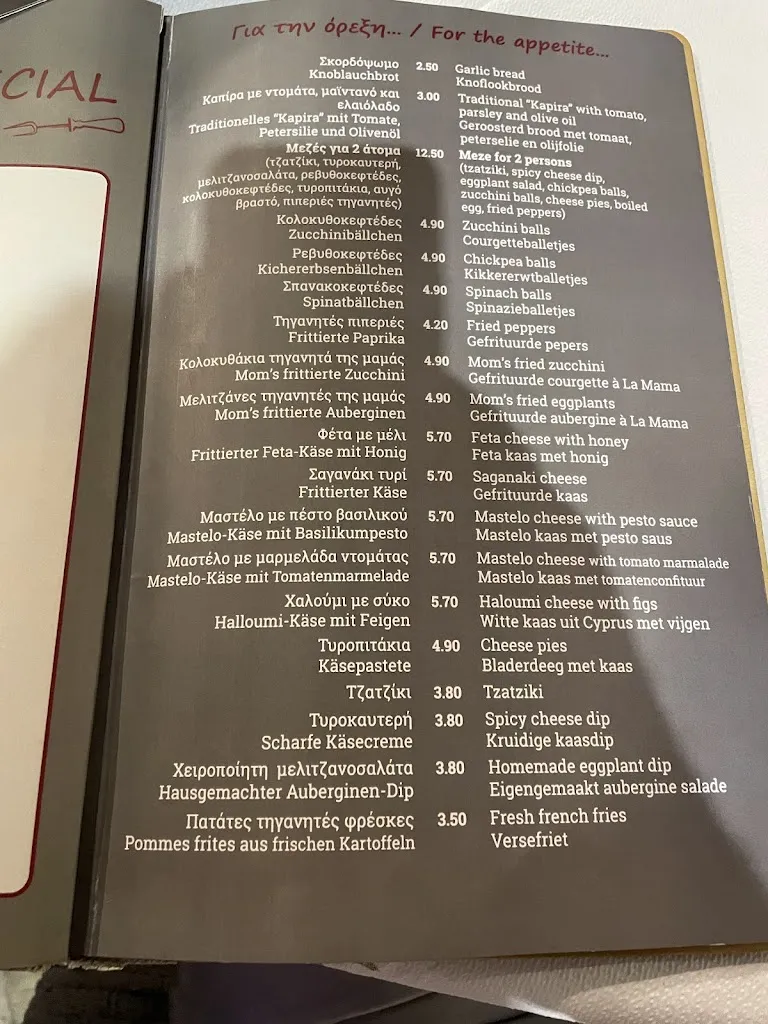 CIAL
Για την όρεξη... / For the appetite...
Σκορδόψωμο 2.50 Garlic bread
Knoblauchbrot Knoflookbrood
Καπίρα με ντομάτα, μαϊντανό και 3.00 Traditional "Kapira" with tomato,
ελαιόλαδο parsley and olive oil
Traditionelles "Kapira" mit Tomate, Geroosterd brood met tomaat,
Petersilie und Olivenöl peterselie en olijfolie
Μεζές για 2 άτομα 12.50 Meze for 2 persons
(τζατζίκι, τυροκαυτερή, (tzatziki, spicy cheese dip,
μελιτζανοσαλάτα, ρεβυθοκεφτέδες, eggplant salad, chickpea balls,
κολοκυθοκεφτέδες, τυροπιτάκια, αυγό zucchini balls, cheese pies, boiled
βραστό, πιπεριές τηγανητές) egg, fried peppers)
Κολοκυθοκεφτέδες 4.90 Zucchini balls
Zucchinibällchen Courgetteballetjes
Ρεβυθοκεφτέδες 4.90 Chickpea balls
Kichererbsenbällchen Kikkererwtballetjes
Σπανακοκεφτέδες 4.90 Spinach balls
Spinatbällchen Spinazieballetjes
Τηγανητές πιπεριές 4.20 Fried peppers
Frittierte Paprika Gefrituurde pepers
Κολοκυθάκια τηγανητά της μαμάς 4.90 Mom's fried zucchini
Mom's frittierte Zucchini Gefrituurde courgette à La Mama
Μελιτζάνες τηγανητές της μαμάς 4.90 Mom's fried eggplants
Mom's frittierte Auberginen Gefrituurde aubergine à La Mama
Φέτα με μέλι 5.70 Feta cheese with honey
Frittierter Feta-Käse mit Honig Feta kaas met honig
Σαγανάκι τυρί 5.70 Saganaki cheese
Frittierter Käse Gefrituurde kaas
Μαστέλο με πέστο βασιλικού 5.70 Mastelo cheese with pesto sauce
Mastelo-Käse mit Basilikumpesto Mastelo kaas met pesto saus
Μαστέλο με μαρμελάδα ντομάτας 5.70 Mastelo cheese with tomato marmalade
Mastelo-Käse mit Tomatenmarmelade Mastelo kaas met tomatenconfituur
Χαλούμι με σύκο 5.70 Haloumi cheese with figs
Halloumi-Käse mit Feigen Witte kaas uit Cyprus met vijgen
Τυροπιτάκια 4.90 Cheese pies
Käsepastete Bladerdeeg met kaas
Τζατζίκι 3.80 Tzatziki
Τυροκαυτερή 3.80 Spicy cheese dip
Scharfe Käsecreme Kruidige kaasdip
Χειροποίητη μελιτζανοσαλάτα 3.80 Homemade eggplant dip
Hausgemachter Auberginen-Dip Eigengemaakt aubergine salade
Πατάτες τηγανητές φρέσκες 3.50 Fresh french fries
Pommes frites aus frischen Kartoffeln Versefriet